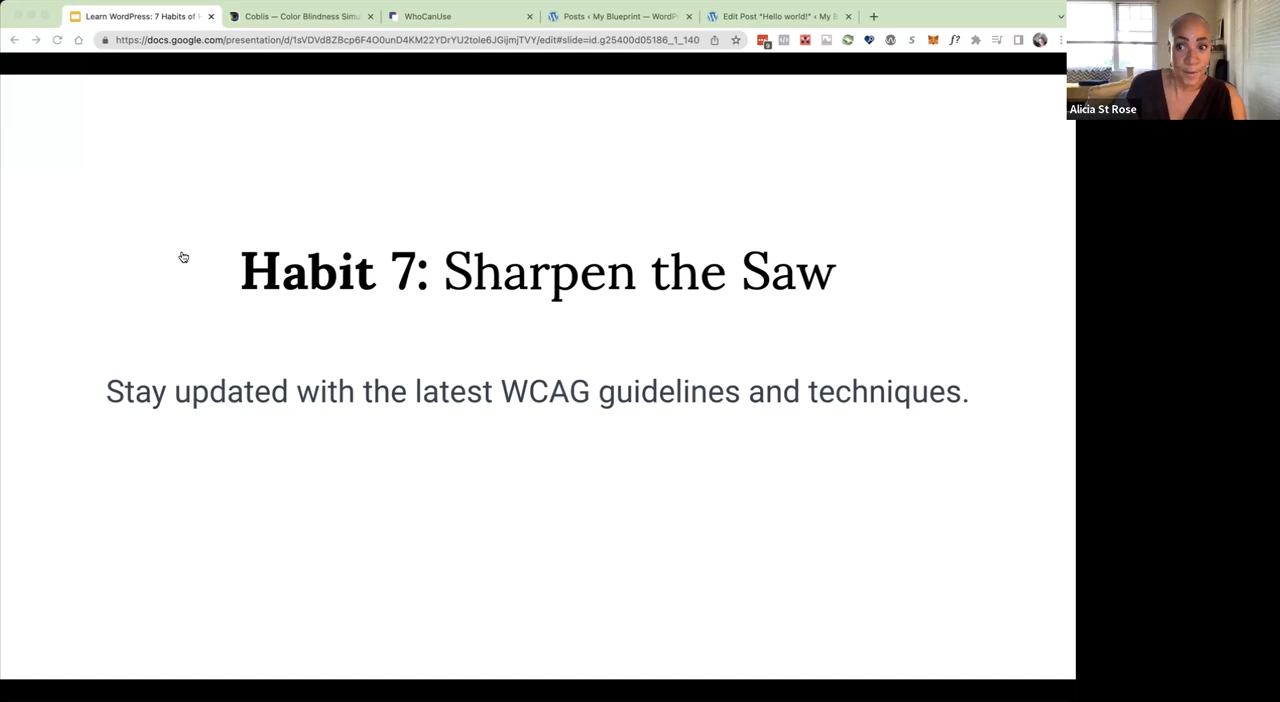 Learn WordPress: 7 Habits of H
Coblis — Color Blindness Simu
WhoCanUse
Posts ‹ My Blueprint — WordPr
Edit Post "Hello world!" ‹ My B
https://docs.google.com/presentation/d/1sVDVd8ZBcp6F4O0unD4KM22YDrYU2tole6JGijmjTVY/edit#slide=id.g25400d05186_1_140
Alicia St Rose
Habit 7: Sharpen the Saw
Stay updated with the latest WCAG guidelines and techniques.